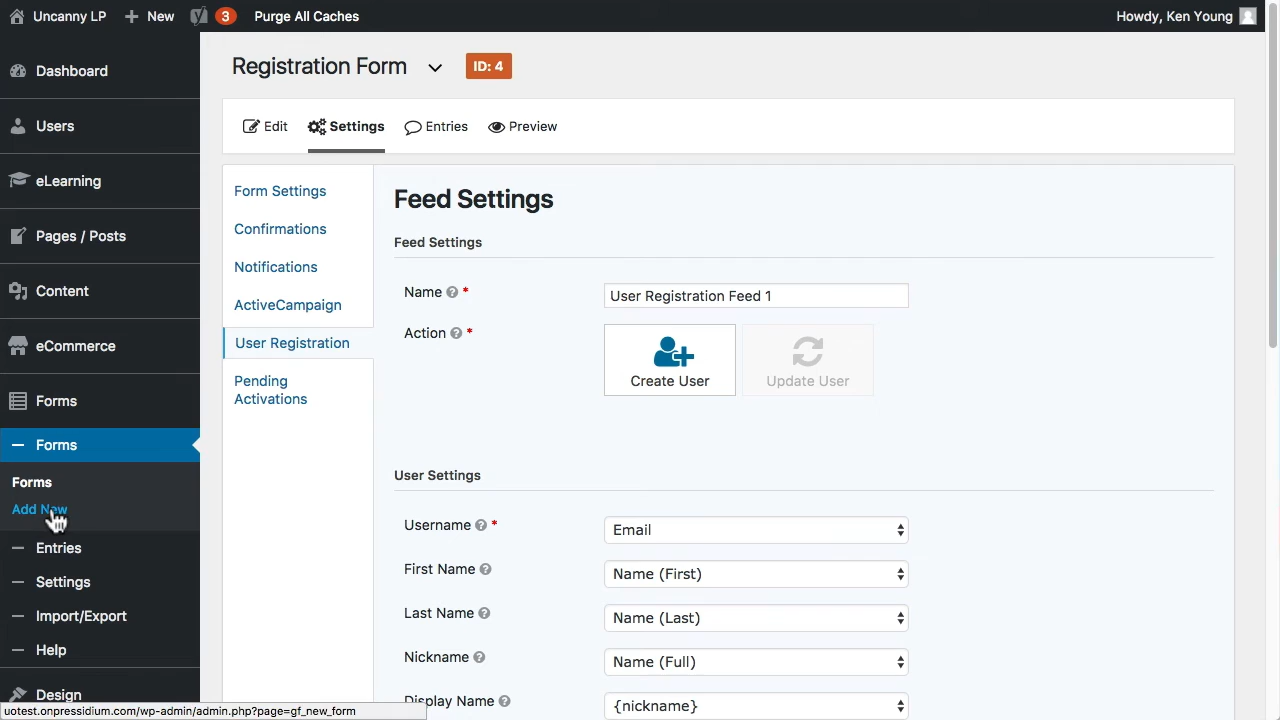 Uncanny LP
New
3
Purge All Caches
Howdy, Ken Young
Dashboard
Users
eLearning
Pages / Posts
Content
eCommerce
Forms
Forms
Forms
Add New
Entries
Settings
Import/Export
Help
Design
uotest.onpressidium.com/wp-admin/admin.php?page=gf_new_form
Registration Form
ID: 4
Edit
Settings
Entries
Preview
Form Settings
Confirmations
Notifications
ActiveCampaign
User Registration
Pending
Activations
Feed Settings
Feed Settings
Name ? *
User Registration Feed 1
Action ? *
Create User
Update User
User Settings
Username ? *
Email
First Name ?
Name (First)
Last Name ?
Name (Last)
Nickname ?
Name (Full)
Display Name ?
{nickname}